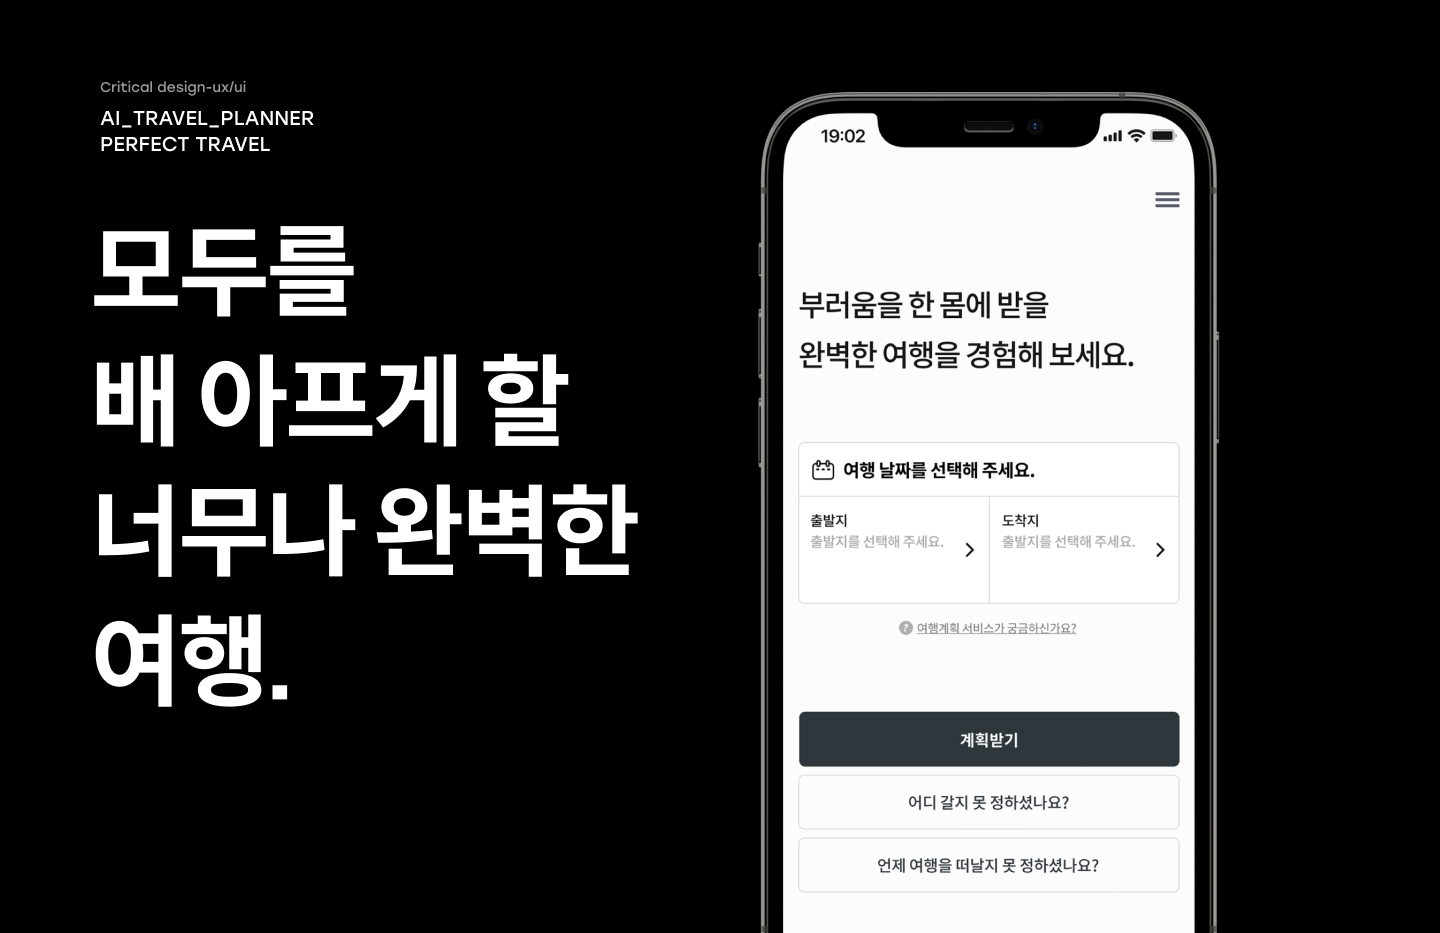 Critical design-ux/ui
AI_TRAVEL_PLANNER
PERFECT TRAVEL
모두를
배 아프게 할
너무나 완벽한
여행.
19:02
부러움을 한 몸에 받을
완벽한 여행을 경험해 보세요.
여행 날짜를 선택해 주세요.
출발지
출발지를 선택해 주세요.
도착지
출발지를 선택해 주세요.
? 여행계획 서비스가 궁금하신가요?
계획받기
어디 갈지 못 정하셨나요?
언제 여행을 떠날지 못 정하셨나요?